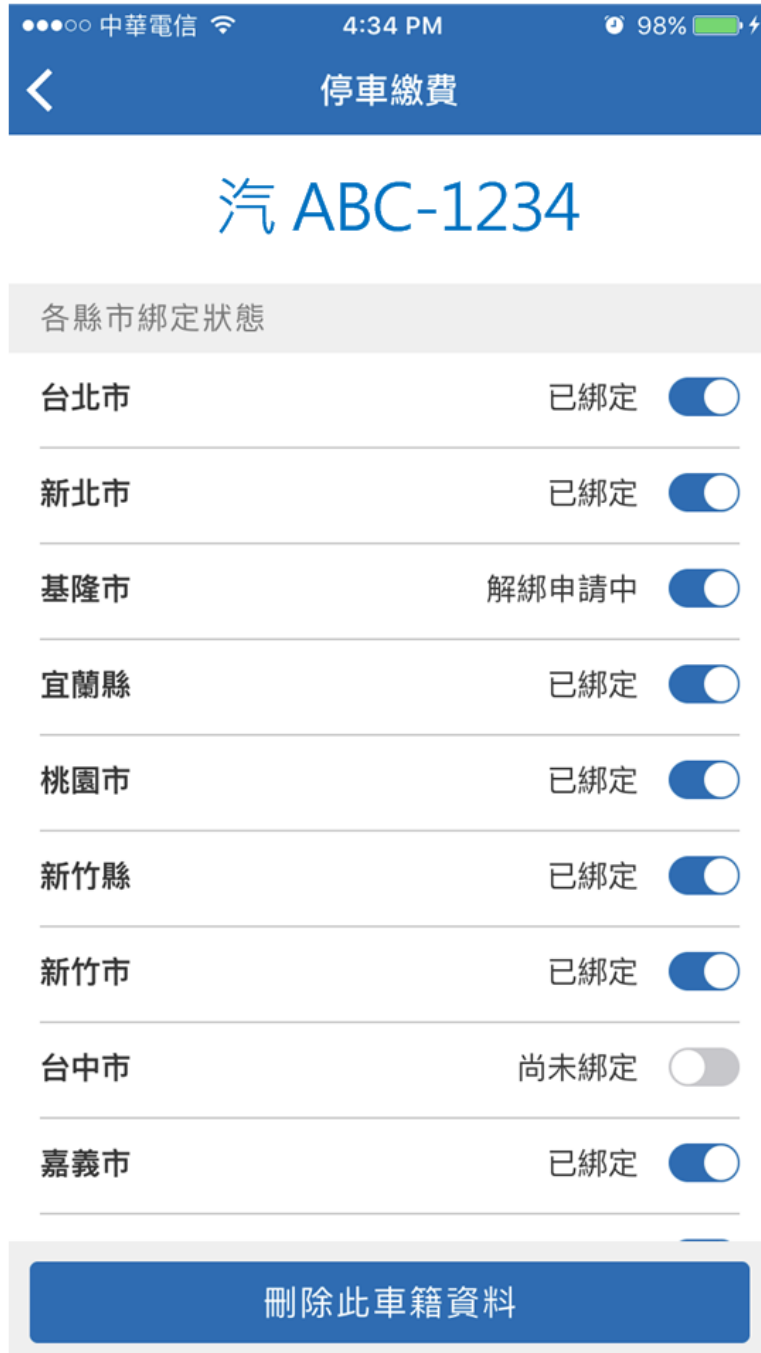 中華電信 4:34 PM 98%
停車繳費
汽 ABC-1234
各縣市綁定狀態
台北市 已綁定
新北市 已綁定
基隆市 解綁申請中
宜蘭縣 已綁定
桃園市 已綁定
新竹縣 已綁定
新竹市 已綁定
台中市 尚未綁定
嘉義市 已綁定
刪除此車籍資料